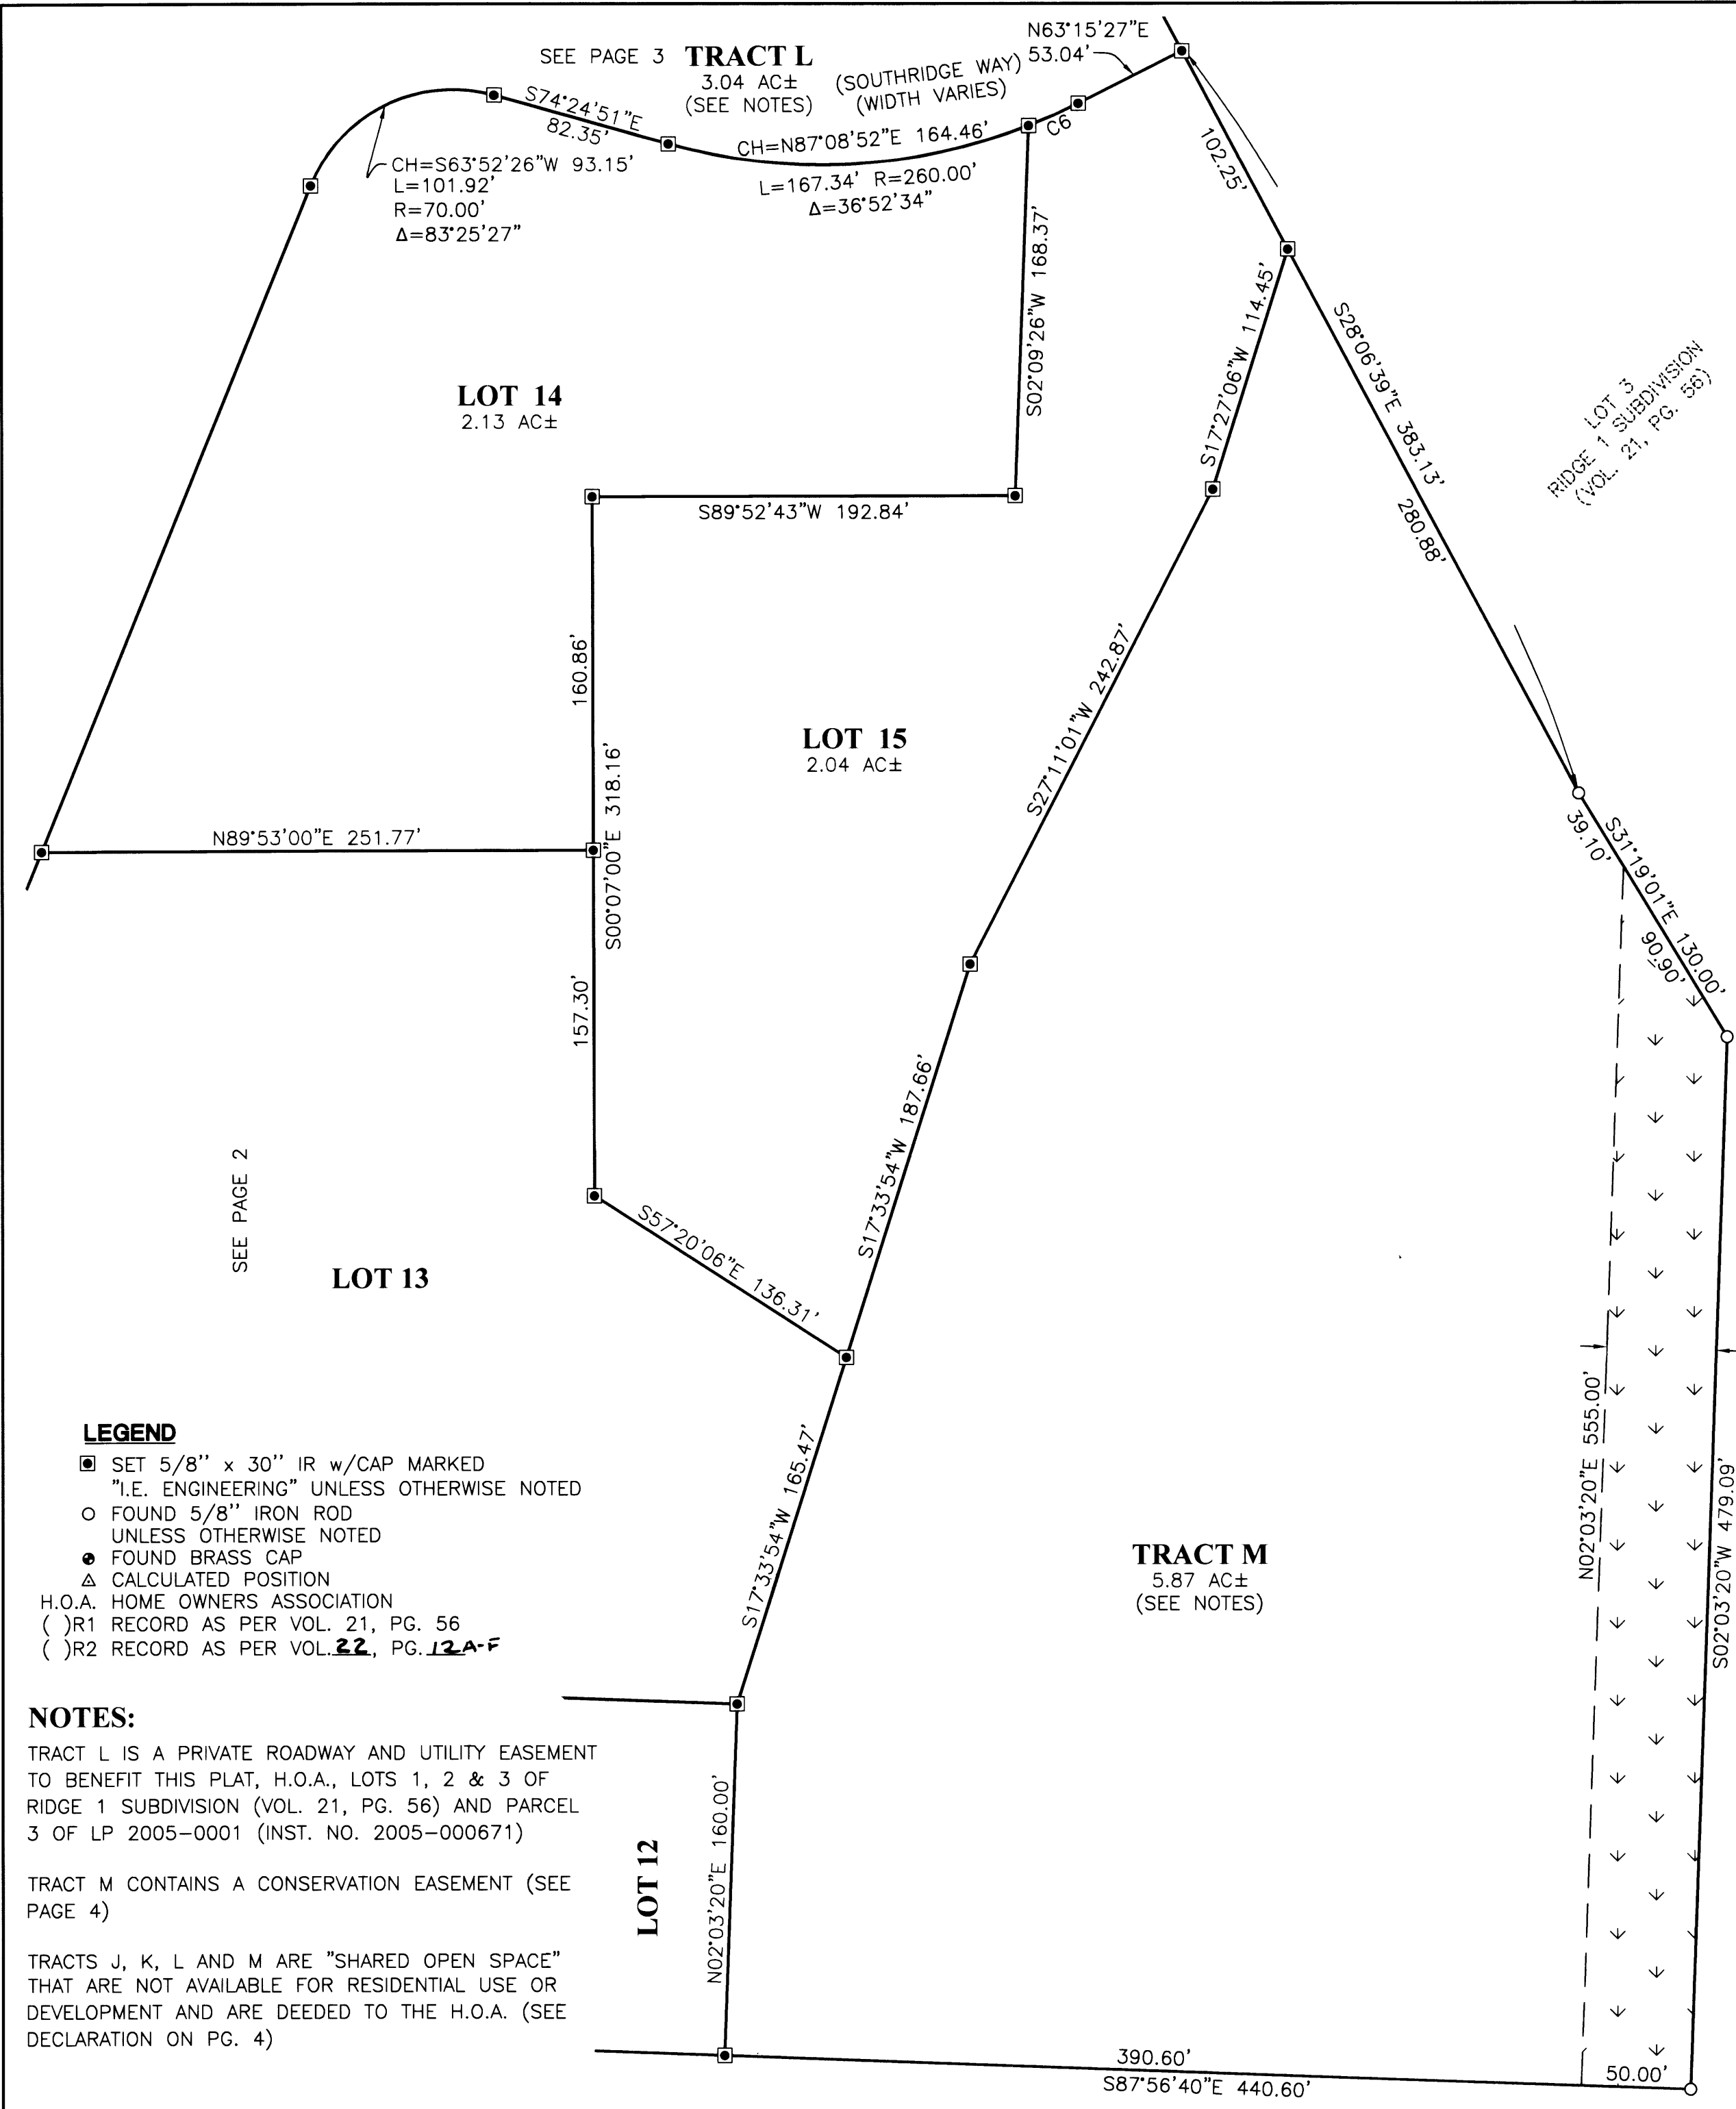 N63°15'27"E
53.04'
SEE PAGE 3 TRACT L
3.04 AC±
(SEE NOTES)
(SOUTHRIDGE WAY)
(WIDTH VARIES)
S74°24'51"E
82.35'
CH=N87°08'52"E 164.46'
C6
L=167.34' R=260.00'
Δ=36°52'34"
CH=S63°52'26"W 93.15'
L=101.92'
R=70.00'
Δ=83°25'27"
102.25'
S02°09'26"W 168.37'
S17°27'06"W 114.45'
S28°06'39"E 383.13'
280.88'
LOT 3
RIDGE 1 SUBDIVISION
(VOL. 21, PG. 56)
LOT 14
2.13 AC±
S89°52'43"W 192.84'
160.86'
S00°07'00"E 318.16'
157.30'
LOT 15
2.04 AC±
S27°11'01"W 242.87'
N89°53'00"E 251.77'
39.10'
S31°19'01"E 130.00'
90.90'
S17°33'54"W 187.66'
SEE PAGE 2
S57°20'06"E 136.31'
LOT 13
S17°33'54"W 165.47'
N02°03'20"E 555.00'
S02°03'20"W 479.09'
TRACT M
5.87 AC±
(SEE NOTES)
LEGEND
SET 5/8'' x 30'' IR w/CAP MARKED
"I.E. ENGINEERING" UNLESS OTHERWISE NOTED
FOUND 5/8'' IRON ROD
UNLESS OTHERWISE NOTED
FOUND BRASS CAP
CALCULATED POSITION
H.O.A. HOME OWNERS ASSOCIATION
( )R1 RECORD AS PER VOL. 21, PG. 56
( )R2 RECORD AS PER VOL. 22, PG. 12A-F
NOTES:
TRACT L IS A PRIVATE ROADWAY AND UTILITY EASEMENT
TO BENEFIT THIS PLAT, H.O.A., LOTS 1, 2 & 3 OF
RIDGE 1 SUBDIVISION (VOL. 21, PG. 56) AND PARCEL
3 OF LP 2005-0001 (INST. NO. 2005-000671)
TRACT M CONTAINS A CONSERVATION EASEMENT (SEE
PAGE 4)
TRACTS J, K, L AND M ARE "SHARED OPEN SPACE"
THAT ARE NOT AVAILABLE FOR RESIDENTIAL USE OR
DEVELOPMENT AND ARE DEEDED TO THE H.O.A. (SEE
DECLARATION ON PG. 4)
LOT 12
N02°03'20"E 160.00'
390.60'
S87°56'40"E 440.60'
50.00'